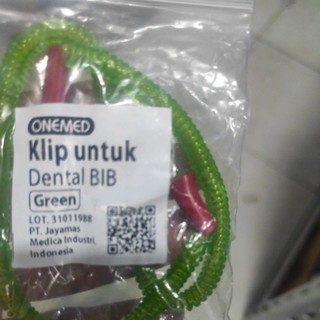 ONEMED
Klip untuk
Dental BIB
Green
LOT. 31011988
PT. Jayamas
Medica Industri,
Indonesia